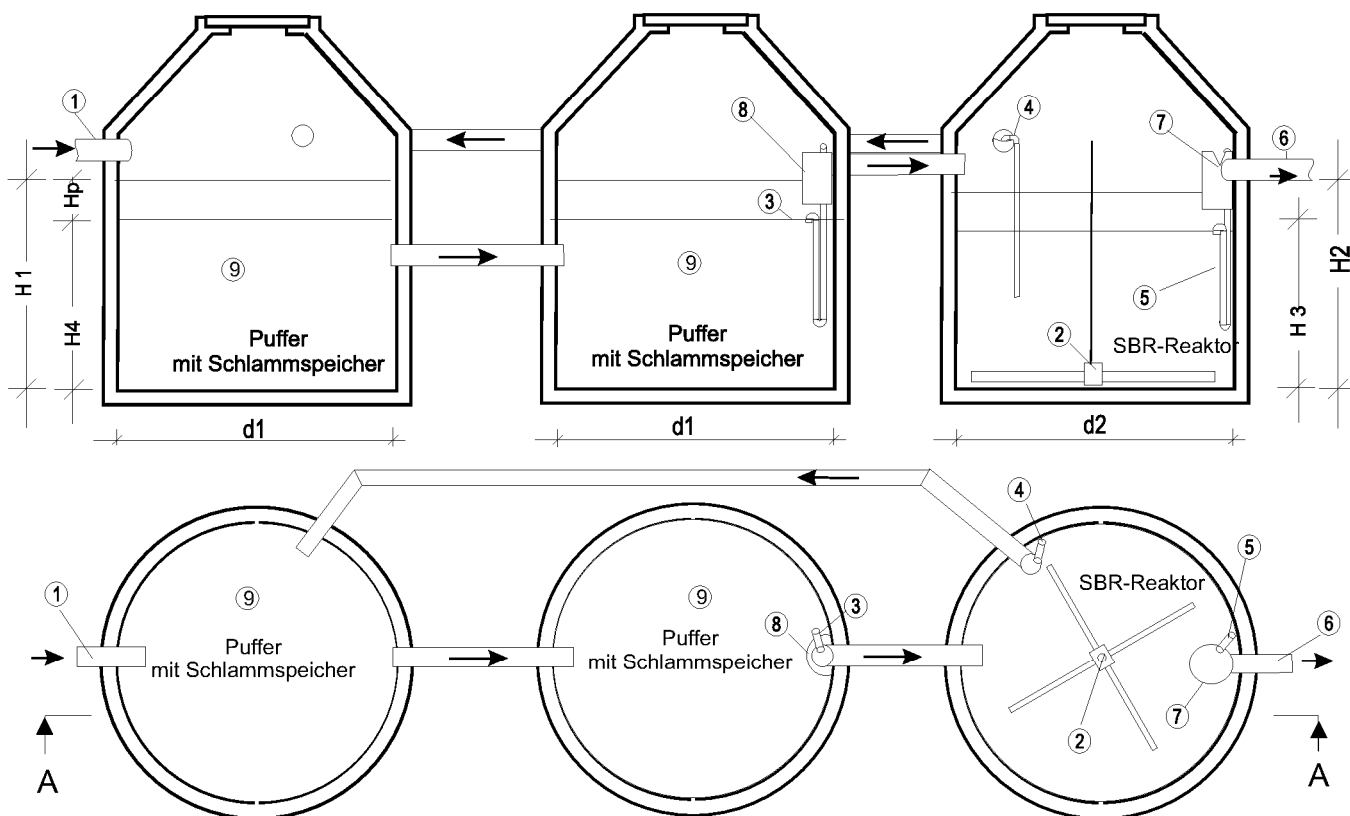 1
8
4
7
6
Hp
3
H 1
H4
9
9
5
H2
H 3
Puffer
mit Schlammspeicher
Puffer
mit Schlammspeicher
2
SBR-Reaktor
d1
d1
d2
4
5
1
9
9
3
8
SBR-Reaktor
6
Puffer
mit Schlammspeicher
Puffer
mit Schlammspeicher
7
2
A
A